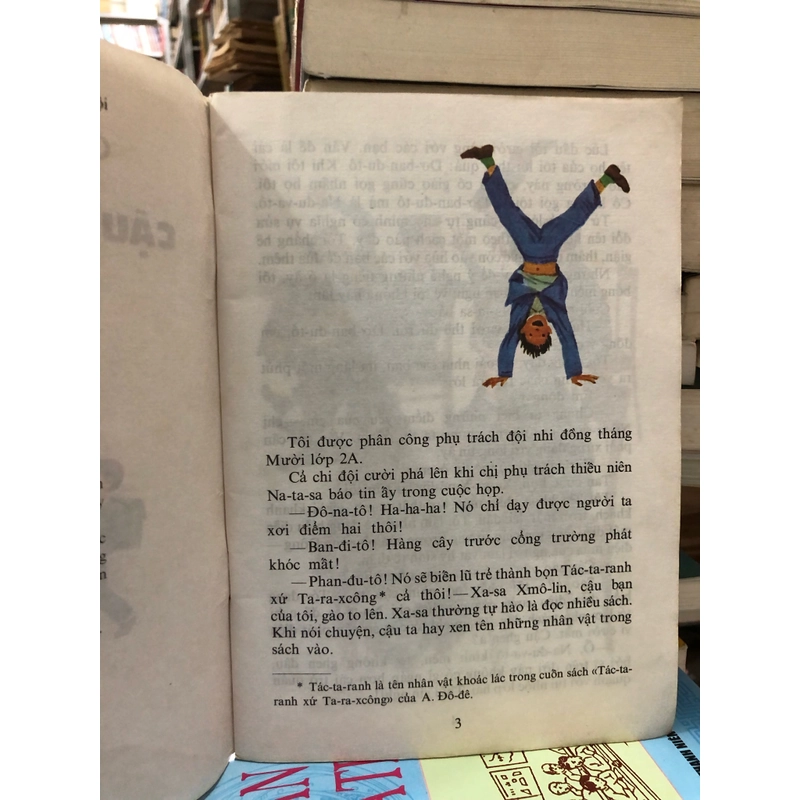 Tôi được phân công phụ trách đội nhi đồng tháng
Mười lớp 2A.
Cả chi đội cười phá lên khi chị phụ trách thiều niên
Na-ta-sa báo tin ấy trong cuộc họp.
—Đô-na-tô! Ha-ha-ha! Nó chỉ dạy được người ta
xơi điểm hai thôi!
—Ban-đi-tô! Hàng cây trước cổng trường phát
khóc mất!
—Phan-đu-tô! Nó sẽ biền lũ trẻ thành bọn Tác-ta-ranh
xứ Ta-ra-xcông* cả thôi!—Xa-sa Xmô-lin, cậu bạn
của tôi, gào to lên. Xa-sa thường tự hào là đọc nhiều sách.
Khi nói chuyện, cậu ta hay xen tên những nhân vật trong
sách vào.
* Tác-ta-ranh là tên nhân vật khoác lác trong cuồn sách «Tác-ta-
ranh xứ Ta-ra-xcông» của A. Đô-đê.
3
CẬU
THANH NIÊN